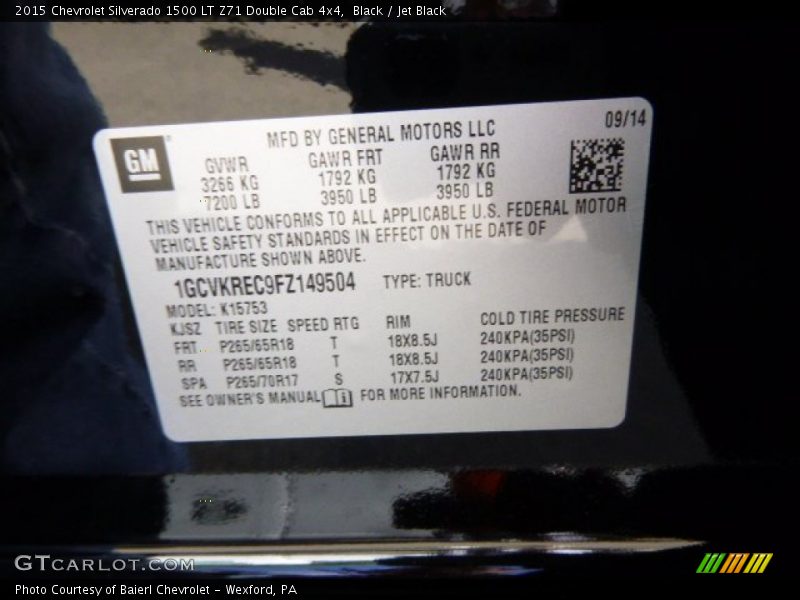 2015 Chevrolet Silverado 1500 LT Z71 Double Cab 4x4, Black / Jet Black
09/14
MFD BY GENERAL MOTORS LLC
GM
GVWR GAWR FRT GAWR RR
3266 KG 1792 KG 1792 KG
7200 LB 3950 LB 3950 LB
THIS VEHICLE CONFORMS TO ALL APPLICABLE U.S. FEDERAL MOTOR
VEHICLE SAFETY STANDARDS IN EFFECT ON THE DATE OF
MANUFACTURE SHOWN ABOVE.
1GCVKREC9FZ149504 TYPE: TRUCK
MODEL: K15753
KJSZ TIRE SIZE SPEED RTG RIM COLD TIRE PRESSURE
FRT P265/65R18 T 18X8.5J 240KPA(35PSI)
RR P265/65R18 T 18X8.5J 240KPA(35PSI)
SPA P265/70R17 S 17X7.5J 240KPA(35PSI)
SEE OWNER'S MANUAL i FOR MORE INFORMATION.
GTCARLOT.COM
Photo Courtesy of Baierl Chevrolet - Wexford, PA